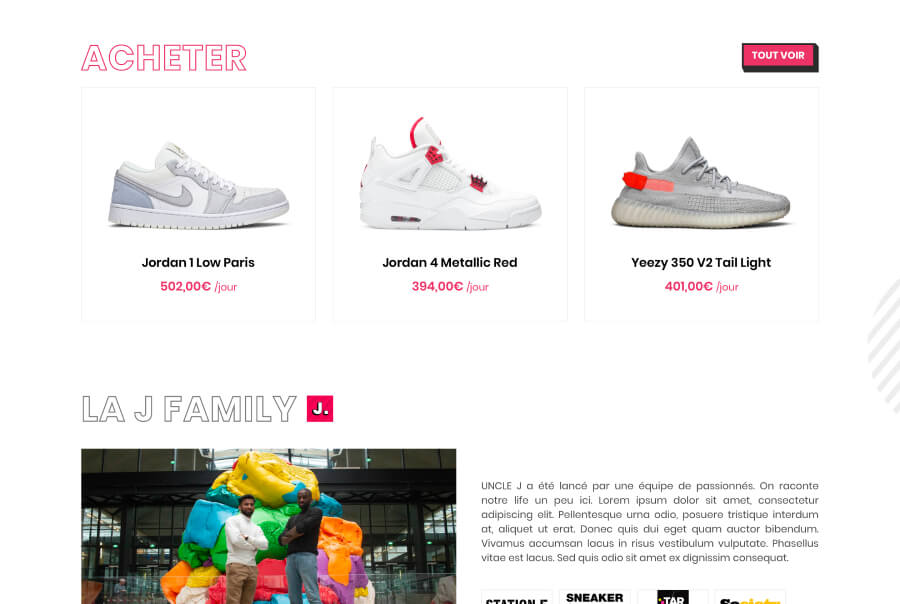 ACHETER
TOUT VOIR
Jordan 1 Low Paris
502,00€ /jour
Jordan 4 Metallic Red
394,00€ /jour
Yeezy 350 V2 Tail Light
401,00€ /jour
LA J FAMILY J.
UNCLE J a été lancé par une équipe de passionnés. On raconte
notre life un peu ici. Lorem ipsum dolor sit amet, consectetur
adipiscing elit. Pellentesque urna odio, posuere tristique interdum
at, aliquet ut erat. Donec quis dui eget quam auctor bibendum.
Vivamus accumsan lacus in risus vestibulum vulputate. Phasellus
vitae est lacus. Sed quis odio sit amet ex dignissim consequat.
STATION F
SNEAKER
STAR
Society